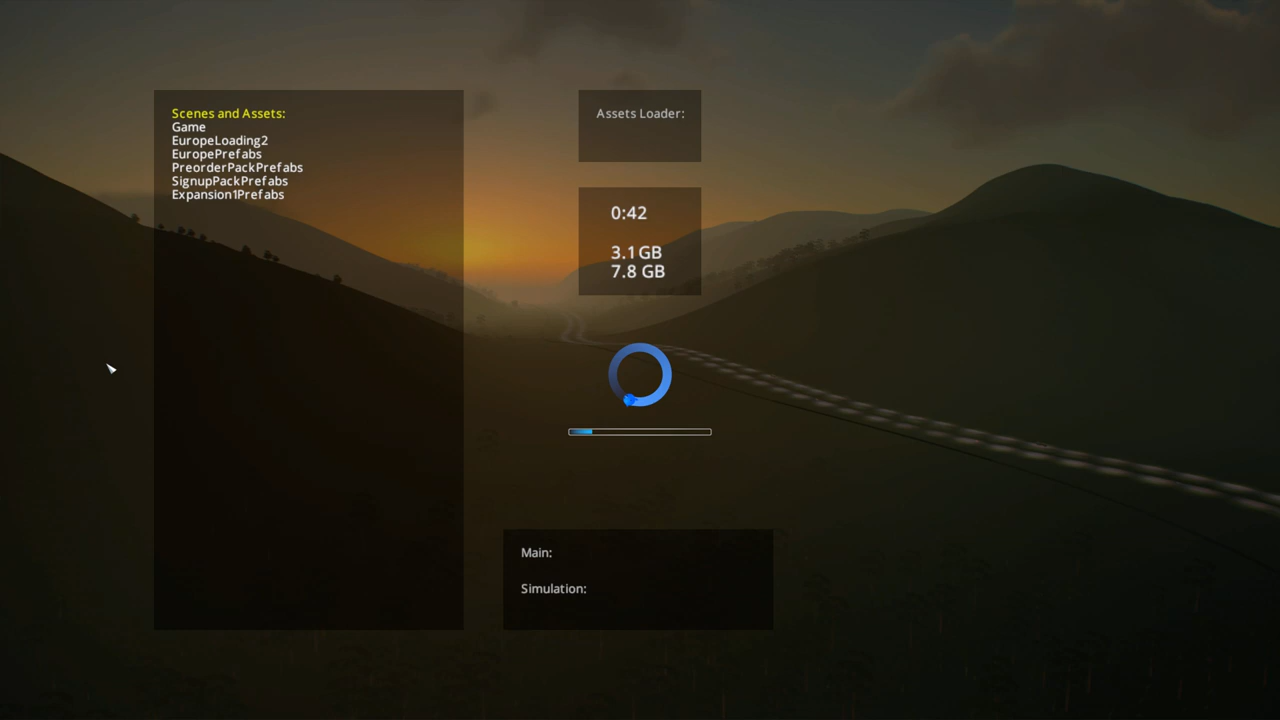 Scenes and Assets:
Game
EuropeLoading2
EuropePrefabs
PreorderPackPrefabs
SignupPackPrefabs
Expansion1Prefabs
Assets Loader:
0:42
3.1 GB
7.8 GB
Main:
Simulation: